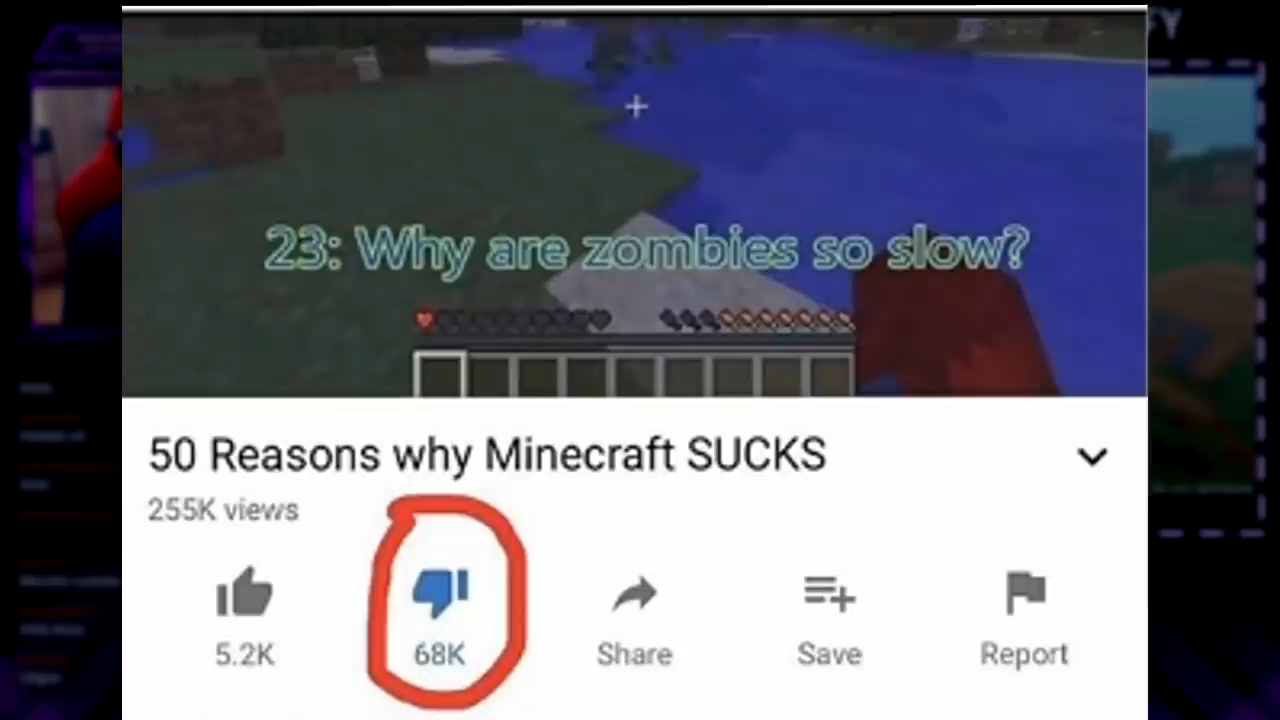 23: Why are zombies so slow?
50 Reasons why Minecraft SUCKS
255K views
5.2K
68K
Share
Save
Report